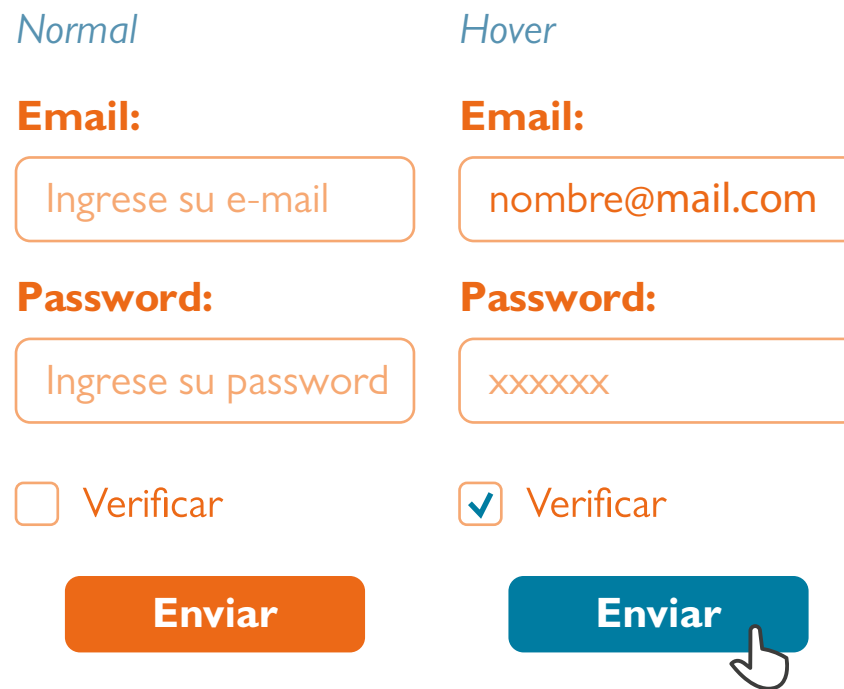 Normal
Email:
Ingrese su e-mail
Password:
Ingrese su password
Verificar
Enviar
Hover
Email:
nombre@mail.com
Password:
xxxxxx
Verificar
Enviar